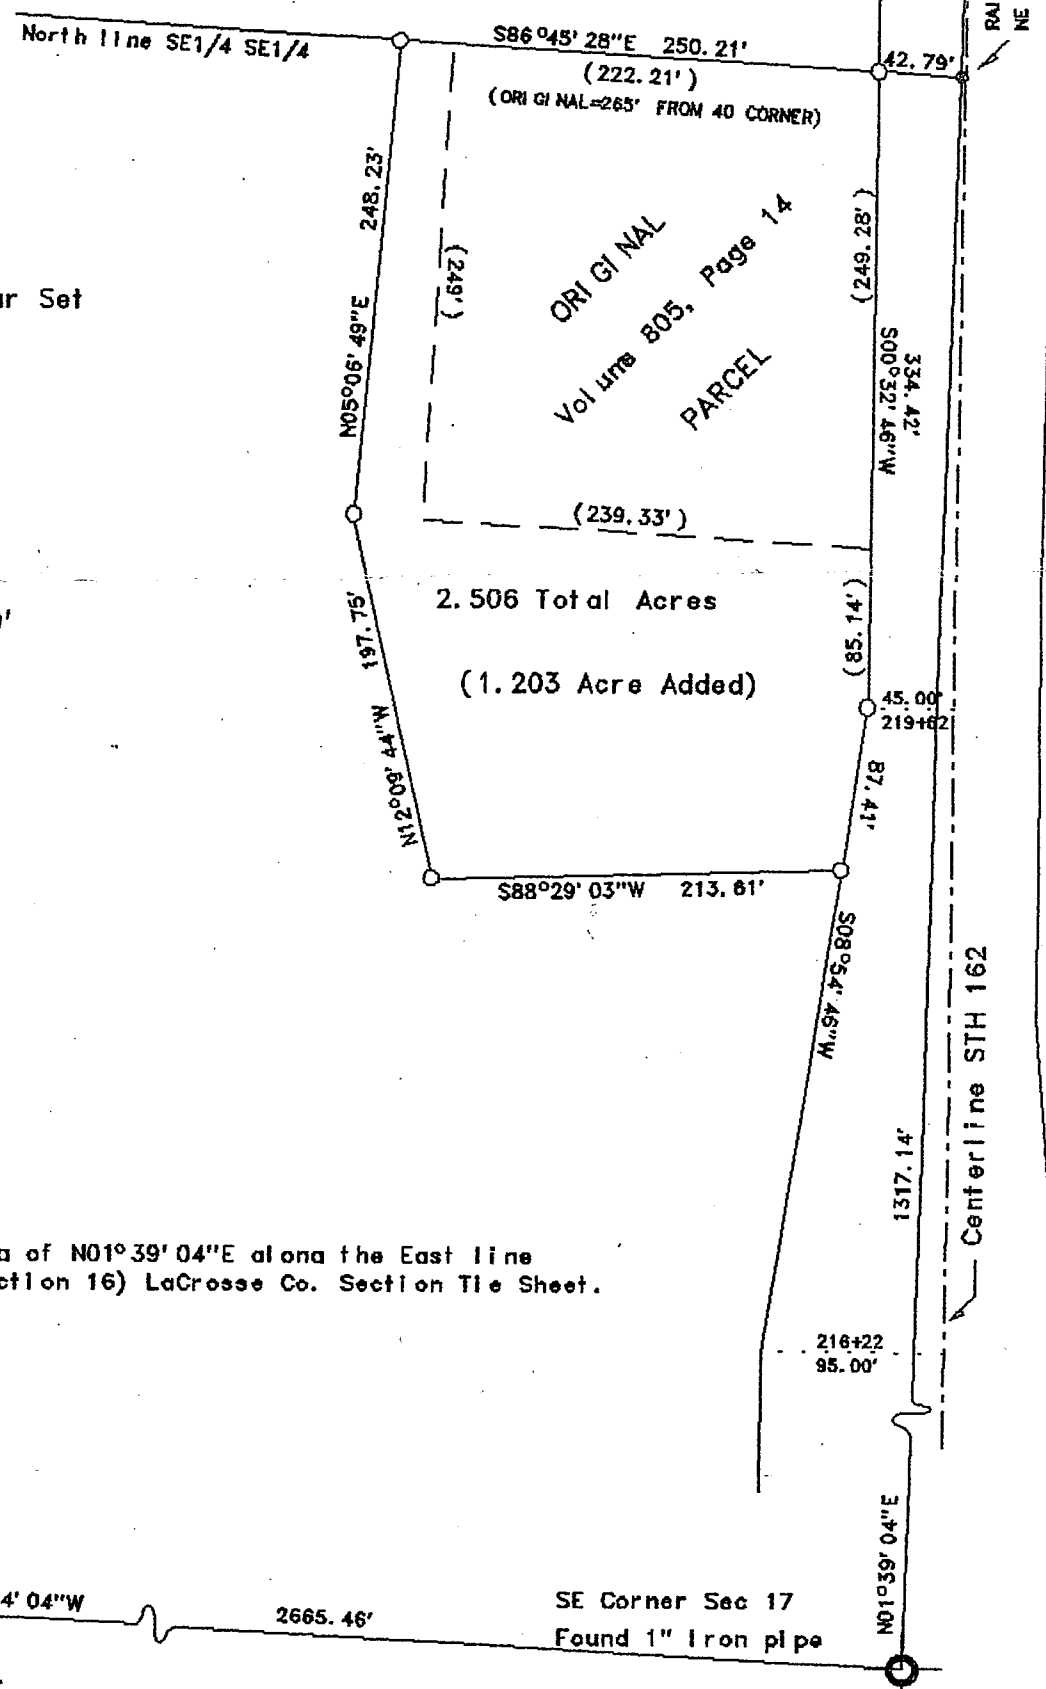 RAI
NE
North line SE1/4 SE1/4
S86°45'28"E 250.21'
42.79'
(222.21')
(ORIGINAL=265' FROM 40 CORNER)
248.23'
N05°06'49"E
(249')
ORIGINAL
Volume 805, Page 14
PARCEL
(249.28')
334.42'
S00°32'46"W
ar Set
(239.33')
2.506 Total Acres
(1.203 Acre Added)
(85.14')
45.00'
219+62
197.75'
N12°09'44"W
87.41'
S88°29'03"W 213.61'
S08°54'46"W
Centerline STH 162
1317.14'
a of N01°39'04"E along the East line
ction 16) LaCrosse Co. Section Tie Sheet.
216+22
95.00'
N01°39'04"E
4'04"W
2665.46'
SE Corner Sec 17
Found 1" Iron pipe